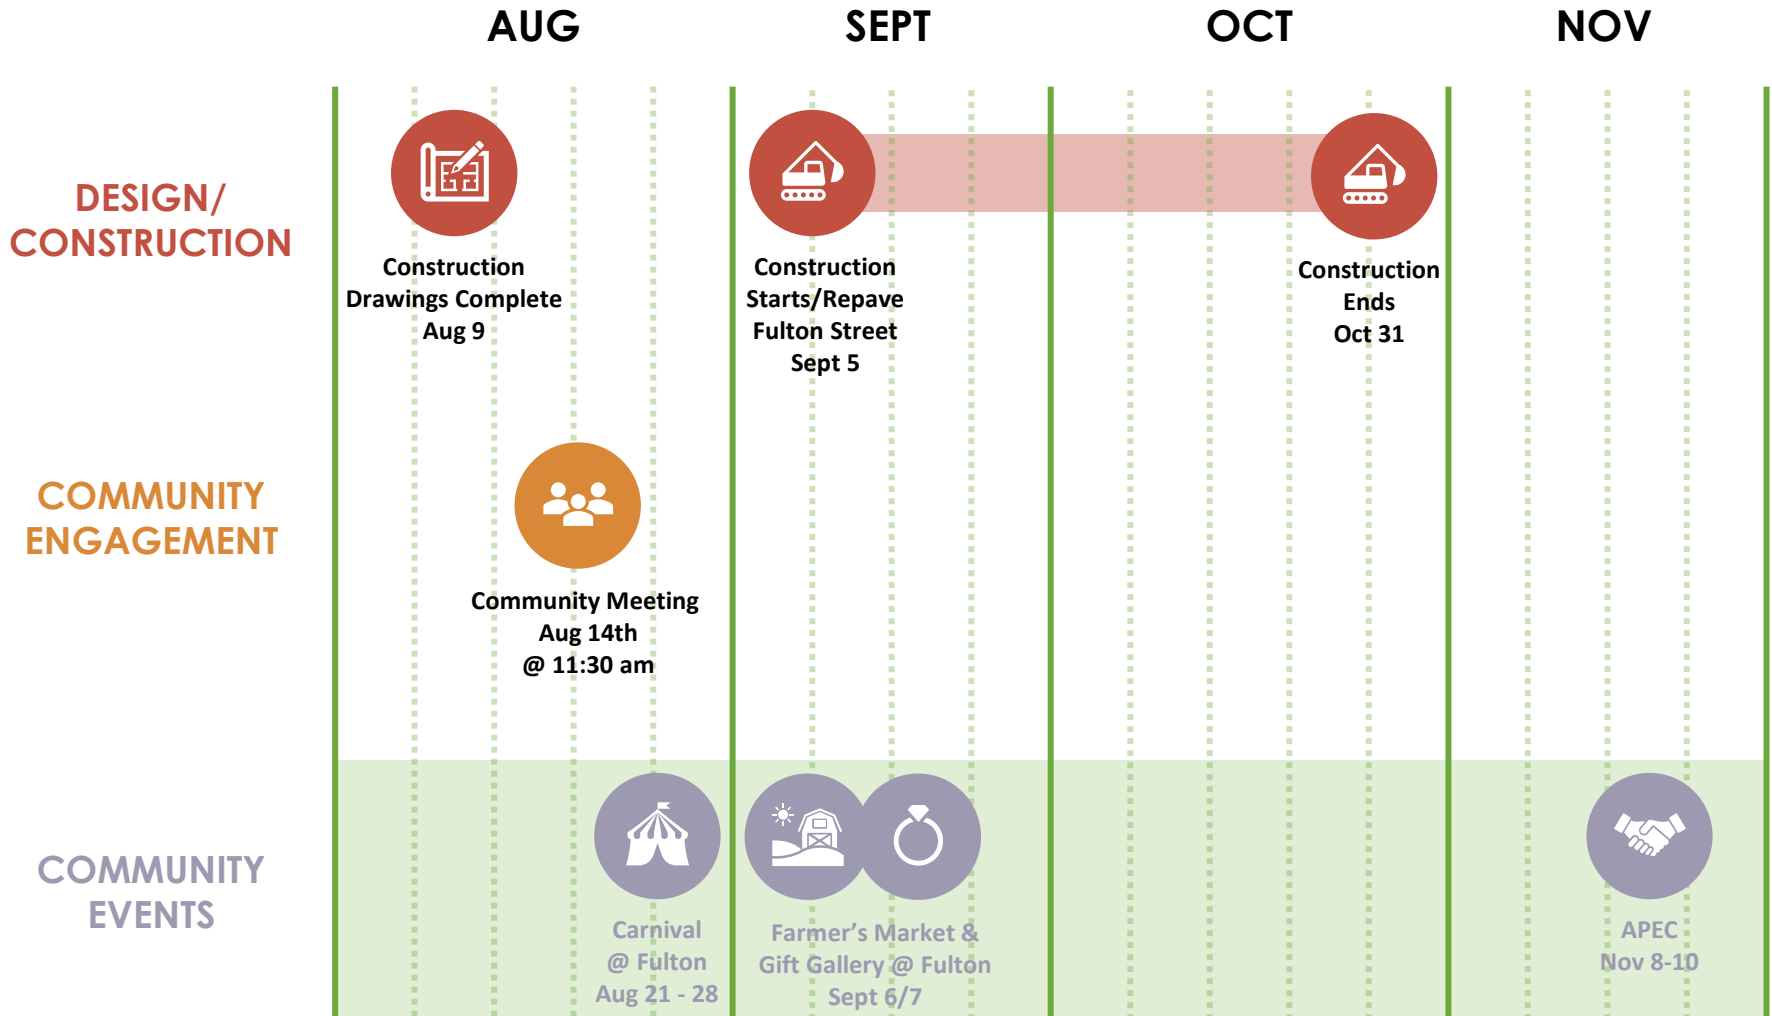 AUG
SEPT
OCT
NOV
DESIGN/
CONSTRUCTION
Construction
Drawings Complete
Aug 9
Construction
Starts/Repave
Fulton Street
Sept 5
Construction
Ends
Oct 31
COMMUNITY
ENGAGEMENT
Community Meeting
Aug 14th
@ 11:30 am
COMMUNITY
EVENTS
Carnival
@ Fulton
Aug 21 - 28
Farmer’s Market &
Gift Gallery @ Fulton
Sept 6/7
APEC
Nov 8-10